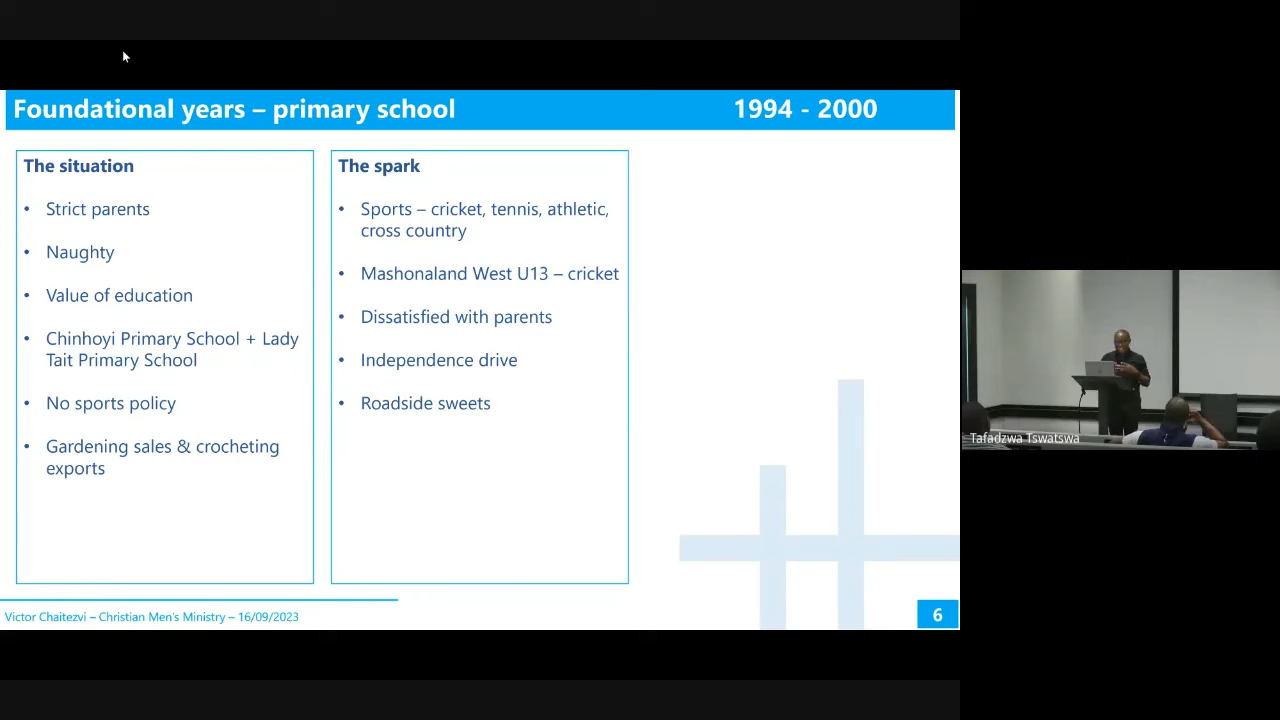 Foundational years – primary school
1994 - 2000
The situation
• Strict parents
• Naughty
• Value of education
• Chinhoyi Primary School + Lady
Tait Primary School
• No sports policy
• Gardening sales & crocheting
exports
The spark
• Sports – cricket, tennis, athletic,
cross country
• Mashonaland West U13 – cricket
• Dissatisfied with parents
• Independence drive
• Roadside sweets
Victor Chaitezvi – Christian Men's Ministry – 16/09/2023
6
Tafadzwa Tswatswa